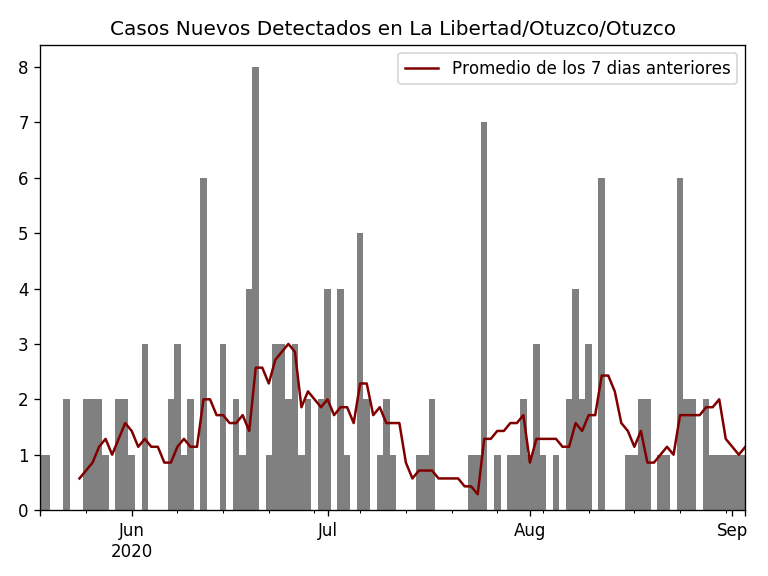 Casos Nuevos Detectados en La Libertad/Otuzco/Otuzco
Promedio de los 7 dias anteriores
8
7
6
5
4
3
2
1
0
Jun
2020
Jul
Aug
Sep